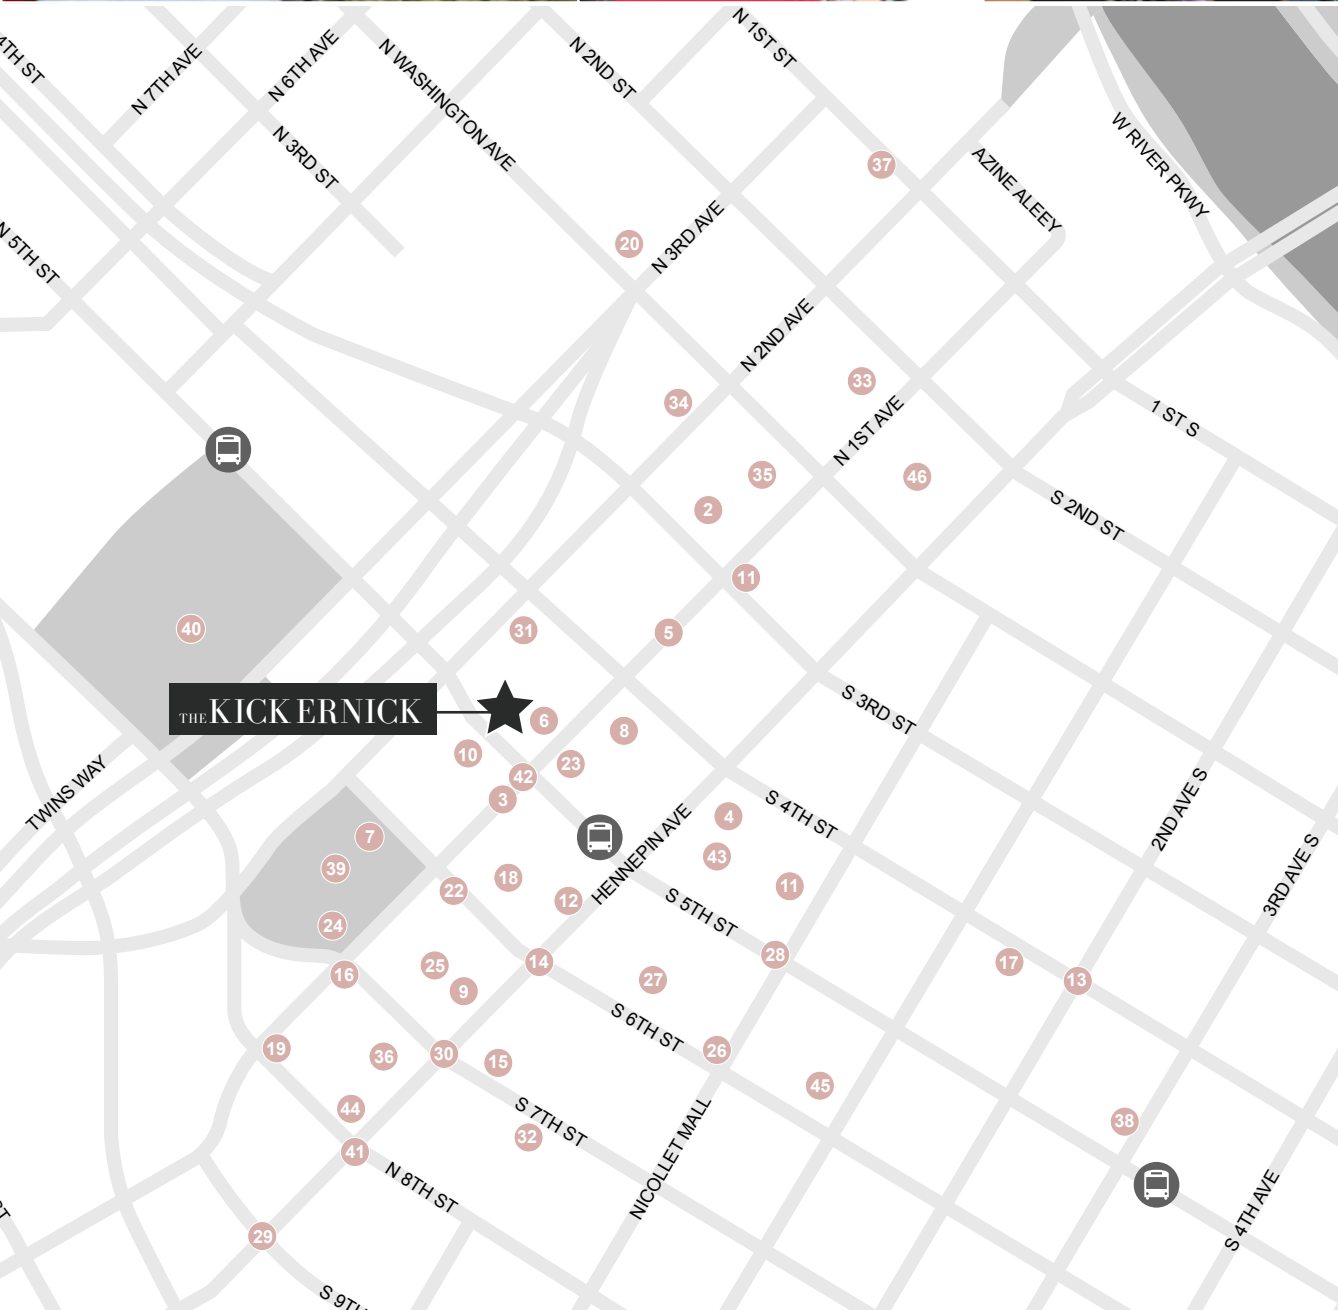 N 1ST ST
4TH ST
N 7TH AVE
N 6TH AVE
N WASHINGTON AVE
N 2ND ST
N 3RD ST
W RIVER PKWY
37
AZINE ALEEY
N 5TH ST
20
N 3RD AVE
N 2ND AVE
33
34
1 ST S
N 1ST AVE
35
46
2
S 2ND ST
11
40
31
5
THE KICKERNICK
6
S 3RD ST
8
10
23
42
TWINS WAY
3
4
S 4TH ST
2ND AVE S
7
HENNEPIN AVE
43
39
18
22
11
3RD AVE S
12
S 5TH ST
24
28
14
17
25
16
27
13
9
S 6TH ST
19
26
30
36
15
45
44
S 7TH ST
38
32
41
NICOLLET MALL
N 8TH ST
S 4TH AVE
29
S 9TH